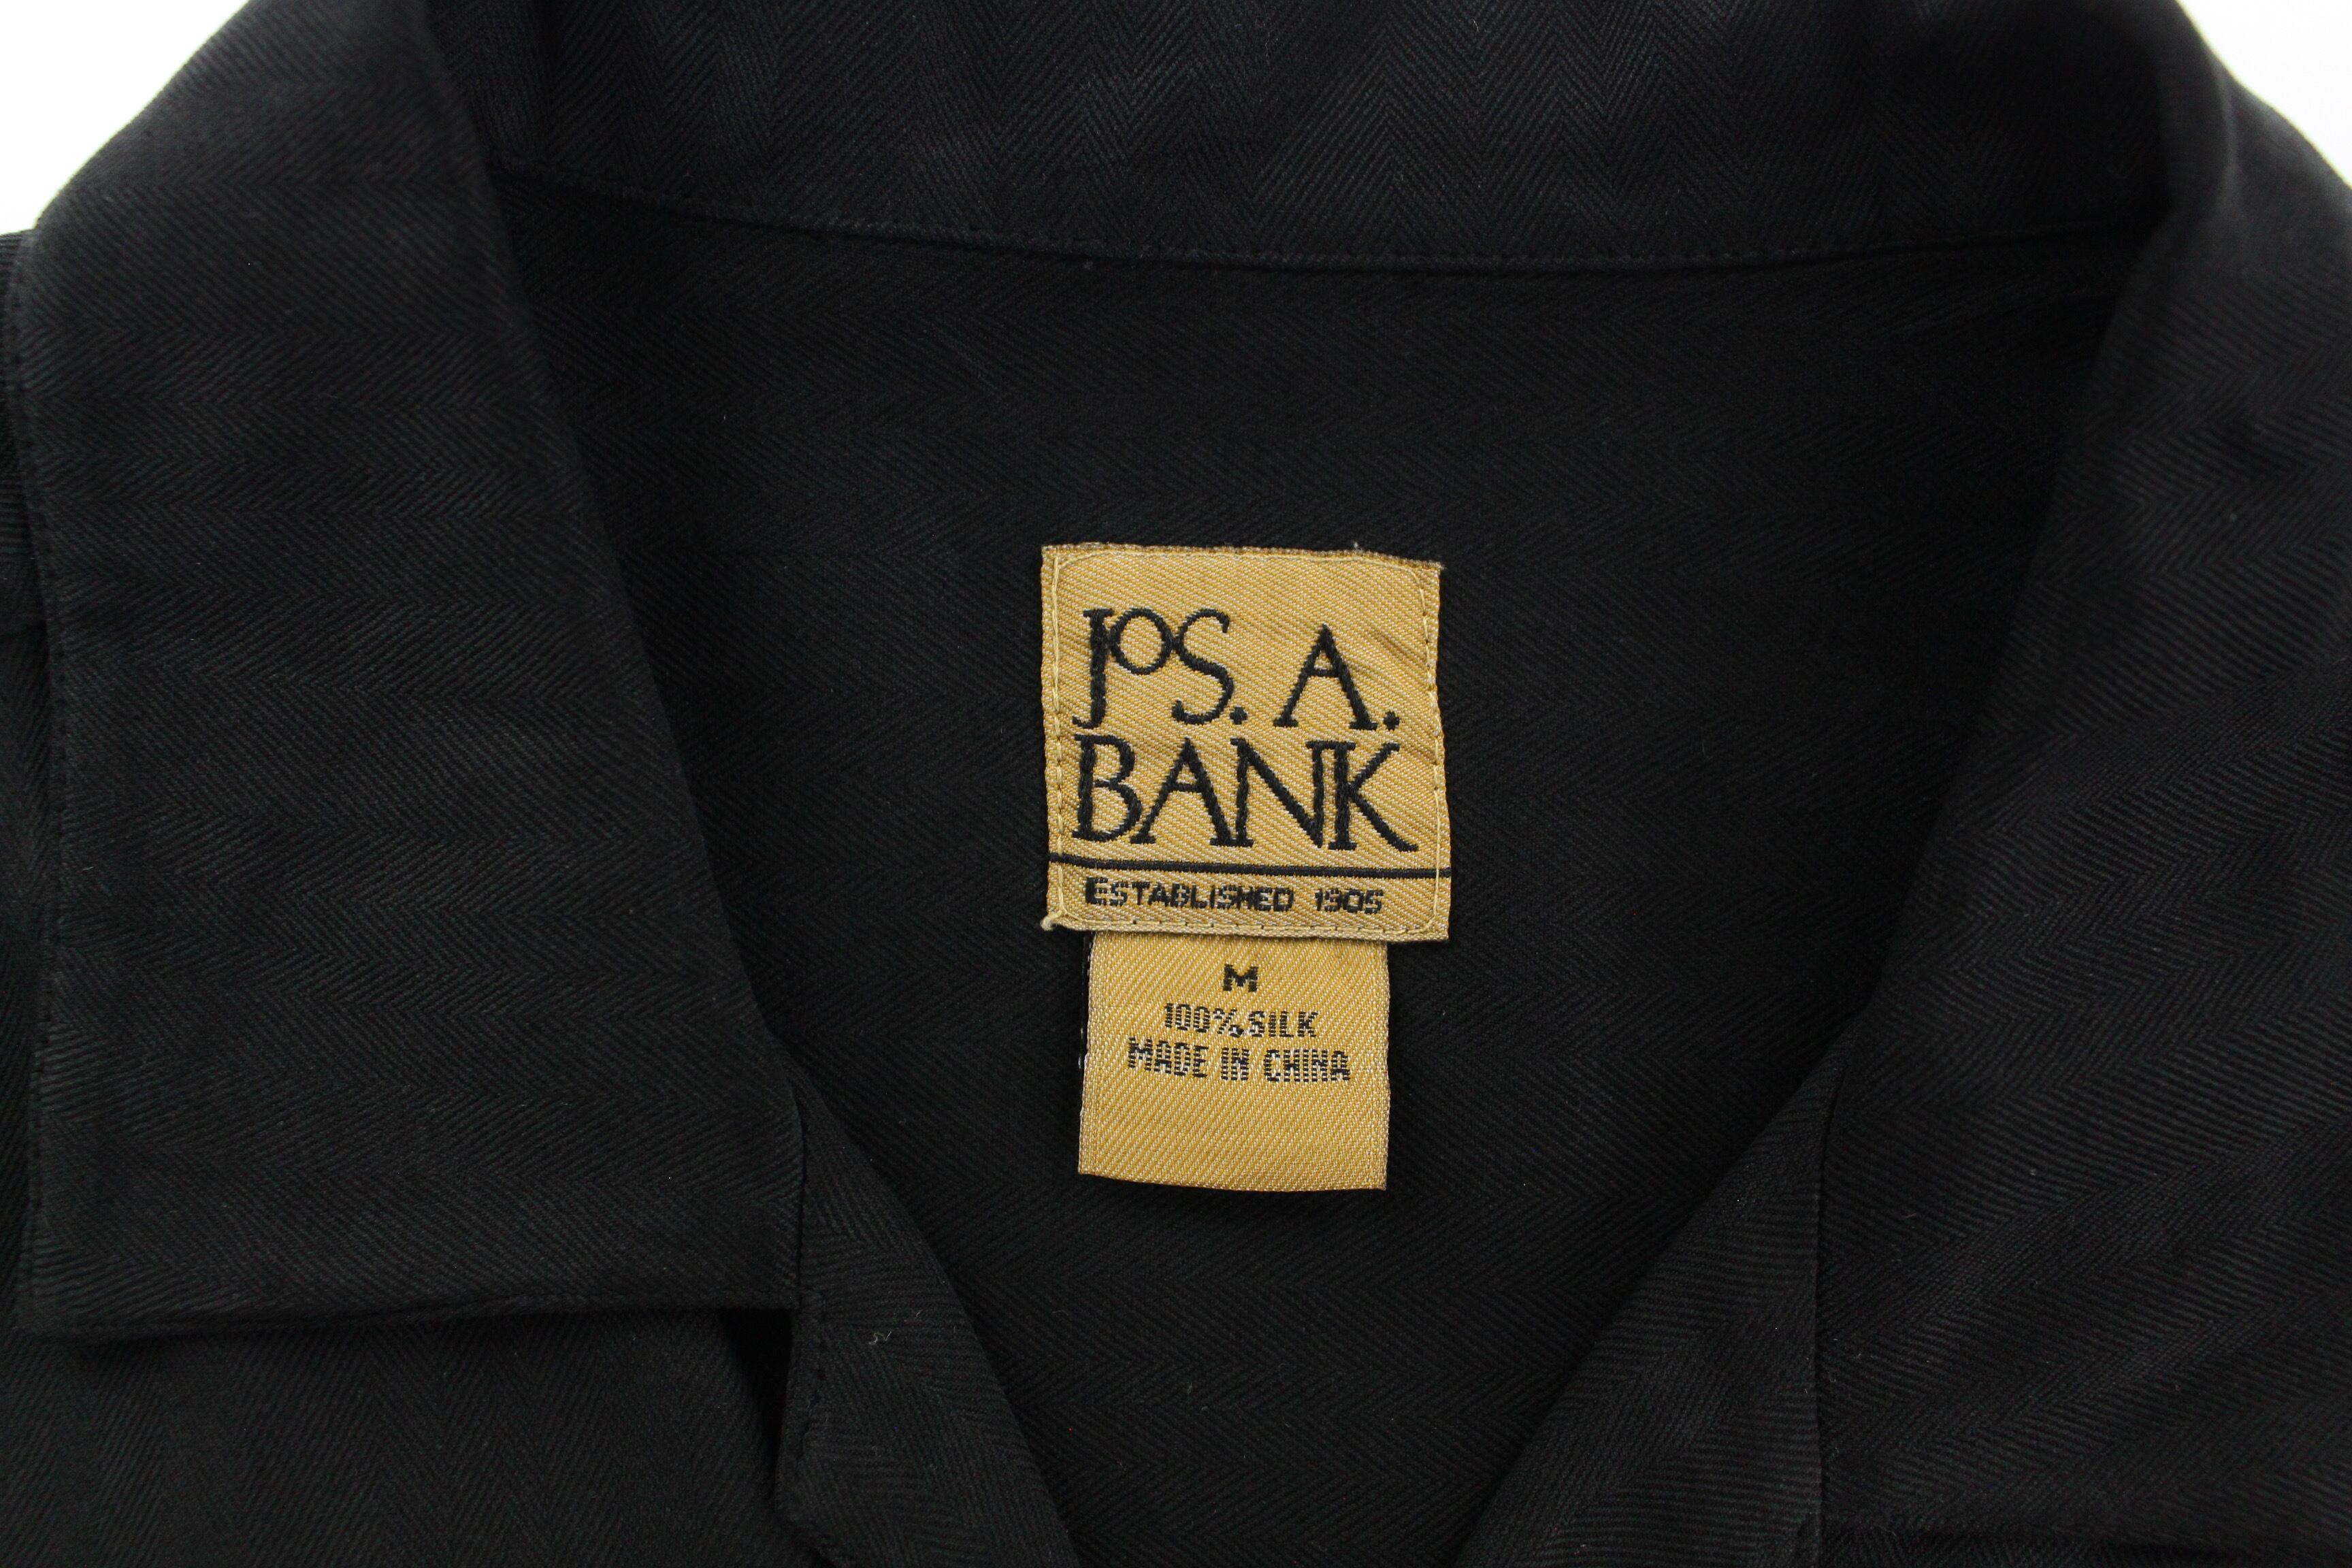 JOS. A.
BANK
ESTABLISHED 1905
M
100% SILK
MADE IN CHINA